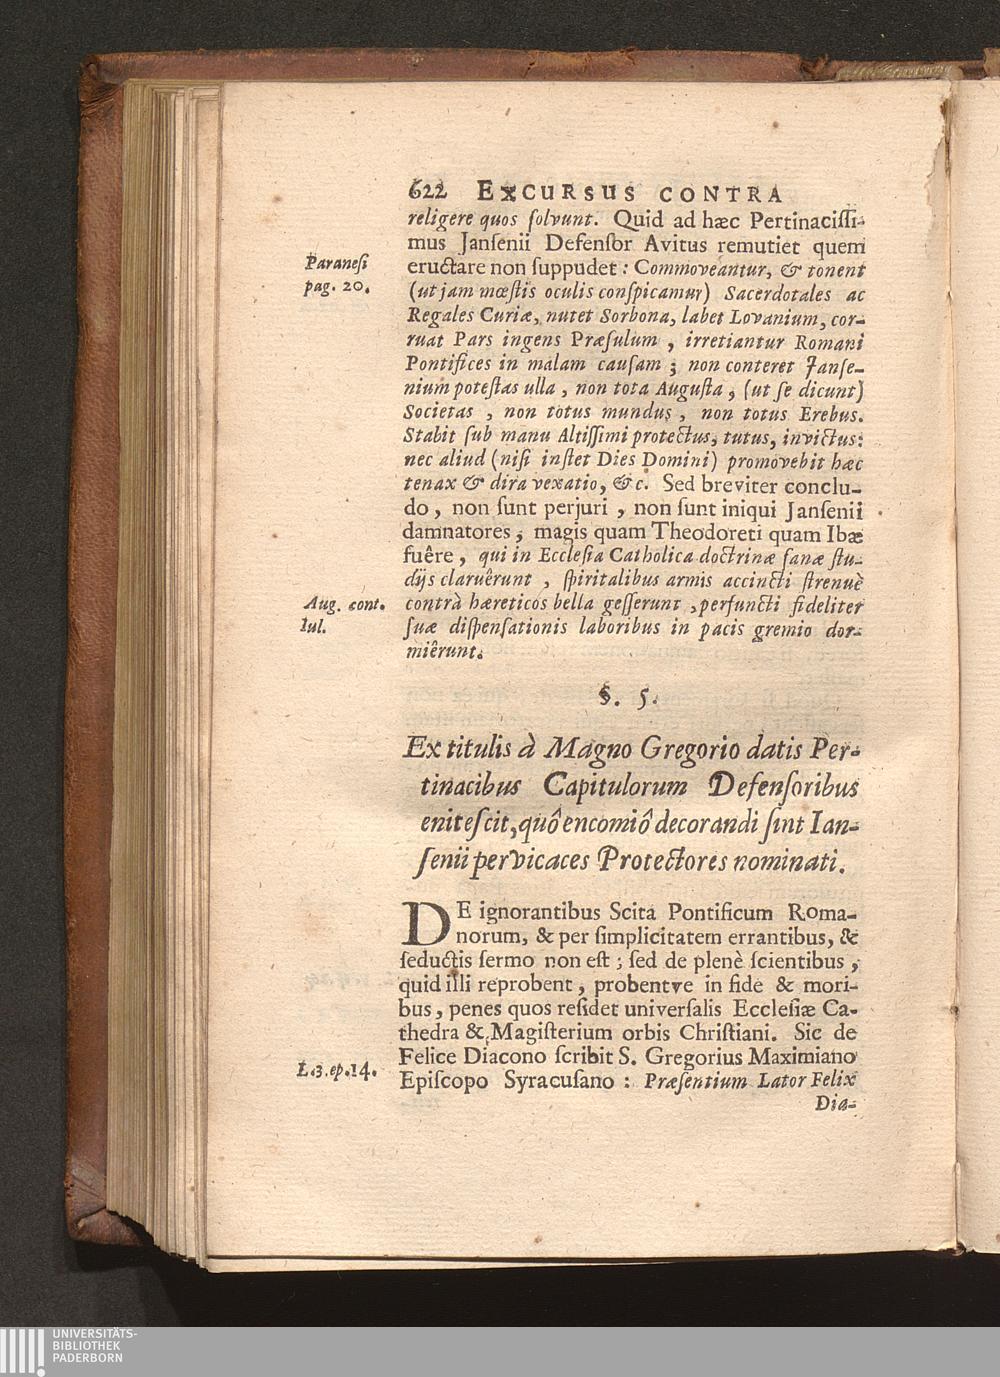 622 EXCURSUS CONTRA
religere quos ſolvunt. Quid ad hæc Pertinaciſſi-
mus Janſenii Defenſor Avitus remutiet quem
Paraneſi
pag. 20.
eructare non ſuppudet : Commoveantur, & tonent
(ut jam mœſtis oculis conſpicamur) Sacerdotales ac
Regales Curiæ, nutet Sorbona, labet Lovanium, cor-
ruat Pars ingens Præſulum , irretiantur Romani
Pontifices in malam cauſam ; non conteret Janſe-
nium poteſtas ulla , non tota Auguſta , (ut ſe dicunt)
Societas , non totus mundus , non totus Erebus.
Stabit ſub manu Altiſſimi protectus, tutus, invictus:
nec aliud (niſi inſtet Dies Domini) promovebit hæc
tenax & dira vexatio, &c. Sed breviter conclu-
do, non ſunt perjuri , non ſunt iniqui Janſenii
damnatores, magis quam Theodoreti quam Ibæ
fuêre, qui in Eccleſia Catholica doctrinæ ſanæ ſtu-
dijs claruêrunt , ſpiritalibus armis accincti ſtrenuè
Aug. cont.
Iul.
contrà hæreticos bella geſſerunt , perfuncti fideliter
ſuæ diſpenſationis laboribus in pacis gremio dor-
miêrunt.
§. 5.
Ex titulis à Magno Gregorio datis Per-
tinacibus Capitulorum Defenſoribus
eniteſcit, quô encomiô decorandi ſint Ian-
ſenii pervicaces Protectores nominati.
DE ignorantibus Scita Pontificum Roma-
norum, & per ſimplicitatem errantibus, &
ſeductis ſermo non eſt ; ſed de plenè ſcientibus ,
quid illi reprobent, probentve in fide & mori-
bus, penes quos reſidet univerſalis Eccleſiæ Ca-
thedra & Magiſterium orbis Chriſtiani. Sic de
Felice Diacono ſcribit S. Gregorius Maximiano
L. 3. ep. 14.
Epiſcopo Syracuſano : Præſentium Lator Felix
Dia-
UNIVERSITÄTS-
BIBLIOTHEK
PADERBORN